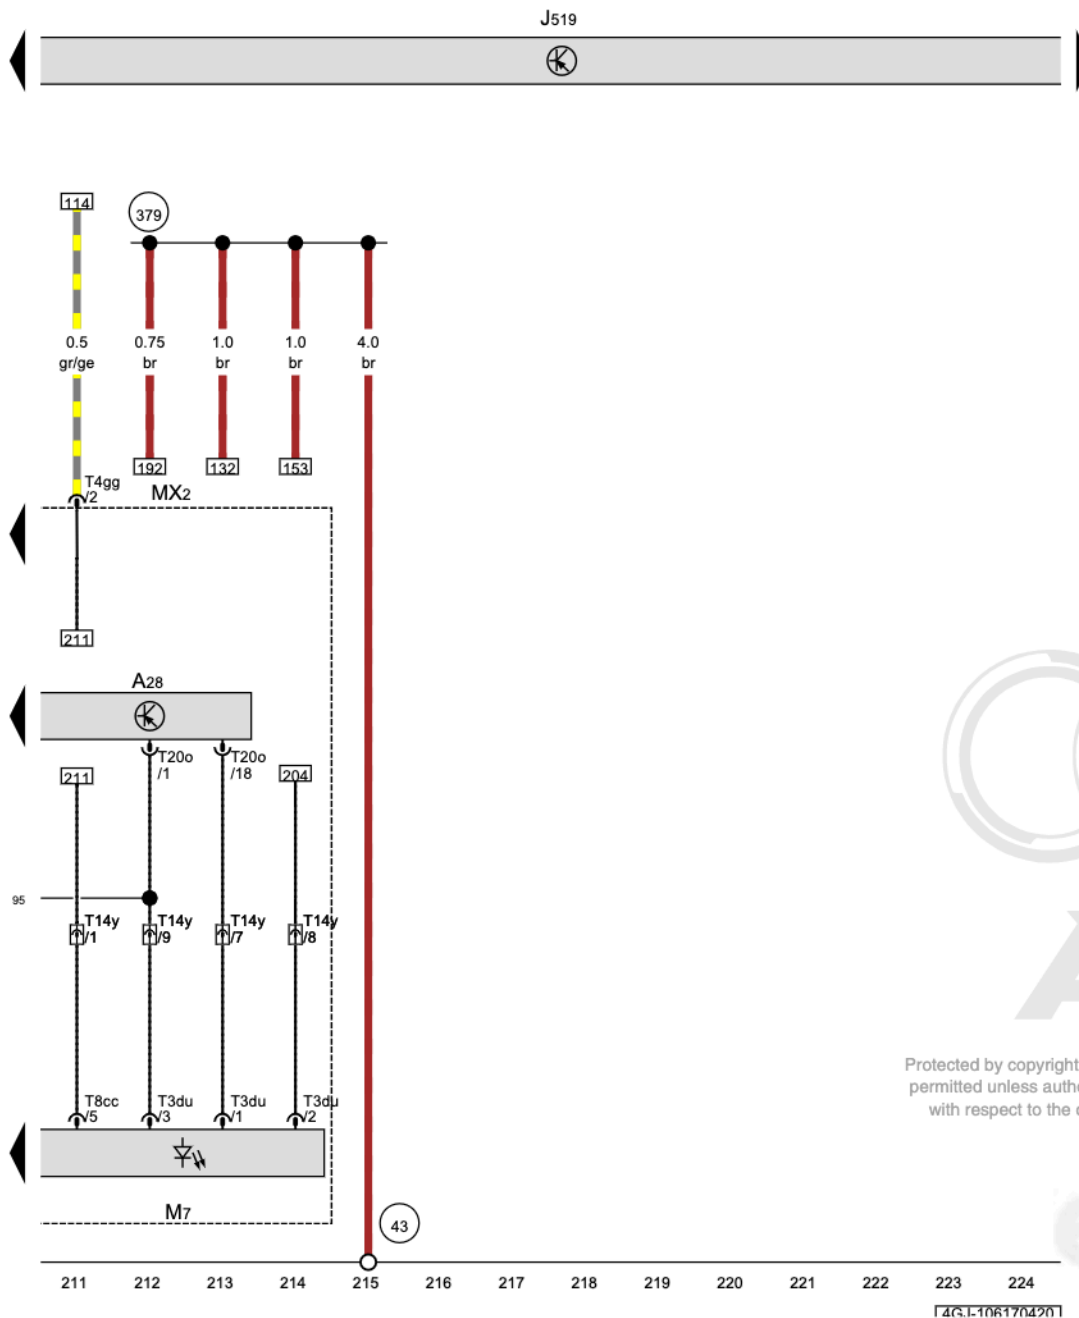 J519
114
379
0.5 0.75 1.0 1.0 4.0
gr/ge br br br br
192 132 153
T4gg
/2
MX2
211
A28
T20o T20o
/1 /18
211 204
95
T14y T14y T14y T14y
/1 /9 /7 /8
T8cc T3du T3du T3du
/5 /3 /1 /2
M7
43
211 212 213 214 215 216 217 218 219 220 221 222 223 224
4GJ-106170420
Protected by copyright
permitted unless
with respect to the